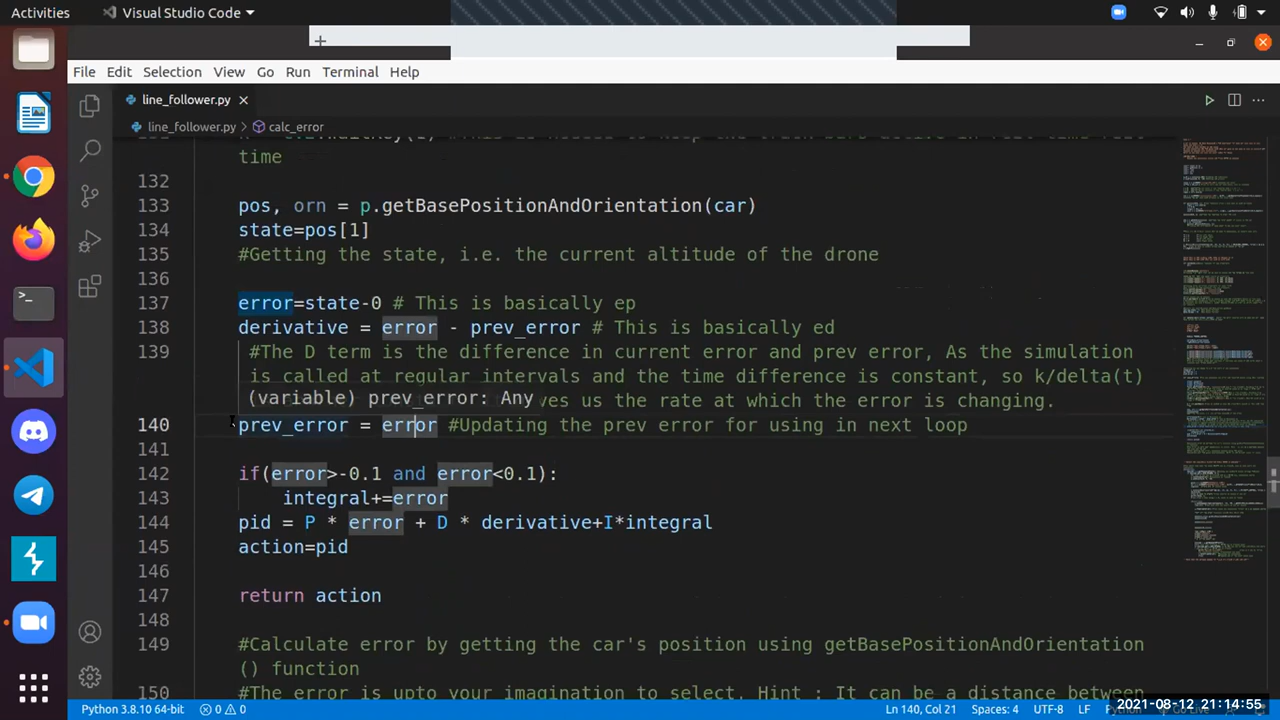 Activities
Visual Studio Code
File Edit Selection View Go Run Terminal Help
line_follower.py
line_follower.py > calc_error
time
132
133 pos, orn = p.getBasePositionAndOrientation(car)
134 state=pos[1]
135 #Getting the state, i.e. the current altitude of the drone
136
137 error=state-0 # This is basically ep
138 derivative = error - prev_error # This is basically ed
139 #The D term is the difference in current error and prev error, As the simulation
is called at regular intervals and the time difference is constant, so k/delta(t)
(variable) prev_error: Any us the rate at which the error is changing.
140 prev_error = error #Updating the prev error for using in next loop
141
142 if(error>-0.1 and error<0.1):
143 integral+=error
144 pid = P * error + D * derivative+I*integral
145 action=pid
146
147 return action
148
149 #Calculate error by getting the car's position using getBasePositionAndOrientation
() function
150 #The error is upto your imagination to select. Hint : It can be a distance between
Python 3.8.10 64-bit 0 0 Ln 140, Col 21 Spaces: 4 UTF-8 LF
2021-08-12 21:14:55